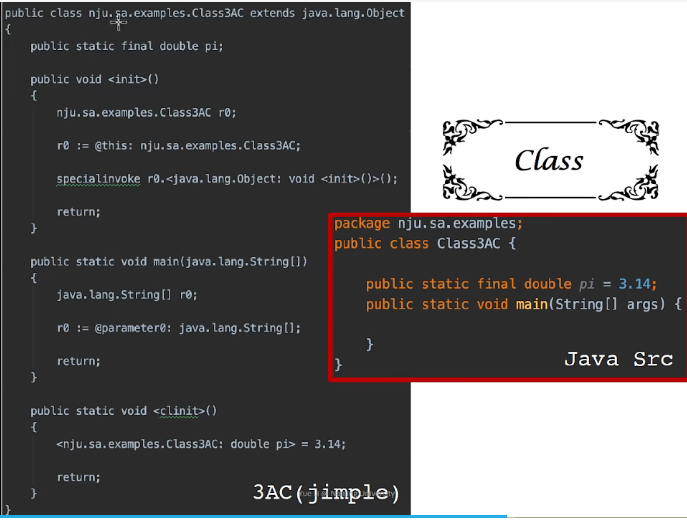 public class nju.sa.examples.Class3AC extends java.lang.Object
{
public static final double pi;
public void <init>()
{
nju.sa.examples.Class3AC r0;
r0 := @this: nju.sa.examples.Class3AC;
specialinvoke r0.<java.lang.Object: void <init>()>();
return;
}
public static void main(java.lang.String[])
{
java.lang.String[] r0;
r0 := @parameter0: java.lang.String[];
return;
}
public static void <clinit>()
{
<nju.sa.examples.Class3AC: double pi> = 3.14;
return;
}
}
3AC(jimple)
Class
package nju.sa.examples;
public class Class3AC {
public static final double pi = 3.14;
public static void main(String[] args) {
}
}
Java Src